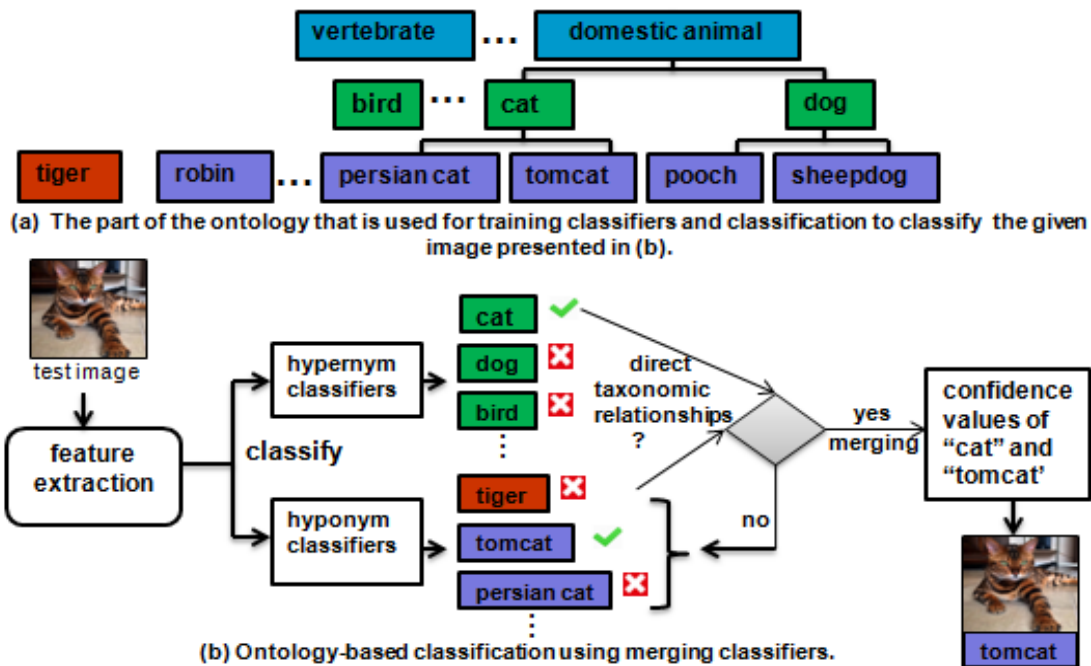 vertebrate ... domestic animal
bird ... cat dog
tiger robin ... persian cat tomcat pooch sheepdog
(a) The part of the ontology that is used for training classifiers and classification to classify the given
image presented in (b).
test image
feature
extraction
classify
hypernym
classifiers
hyponym
classifiers
cat
dog
bird
⋮
tiger
tomcat
persian cat
⋮
direct
taxonomic
relationships
?
yes
merging
no
confidence
values of
“cat” and
“tomcat’
tomcat
(b) Ontology-based classification using merging classifiers.